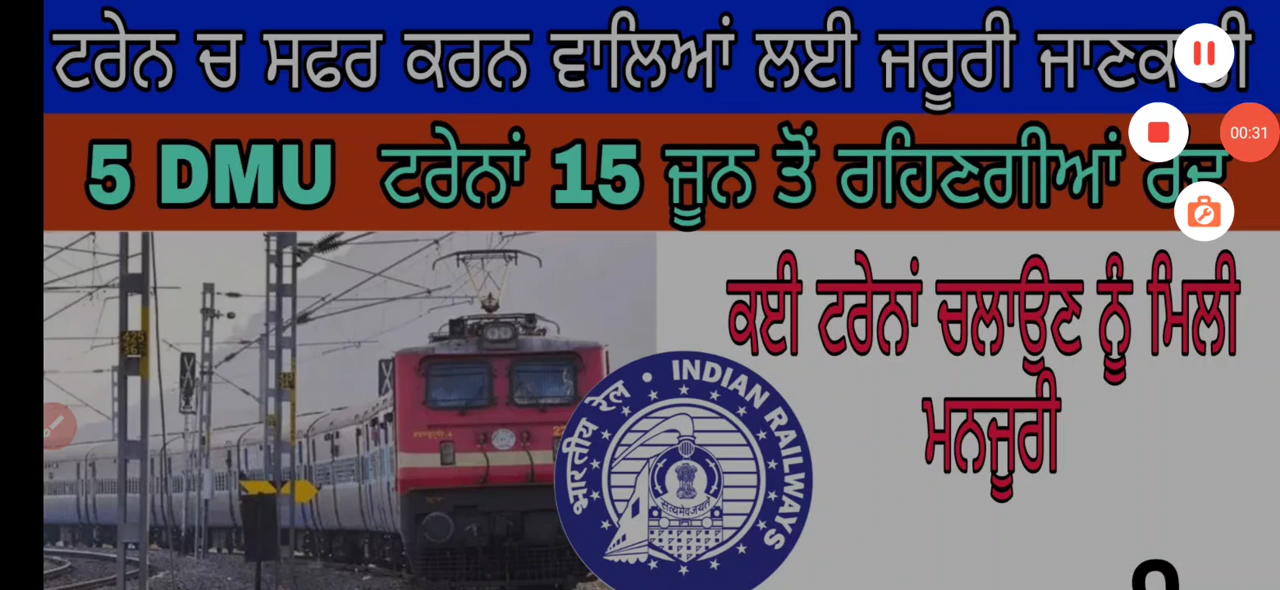 ਟਰੇਨ ਚ ਸਫਰ ਕਰਨ ਵਾਲਿਆਂ ਲਈ ਜਰੂਰੀ
5 DMU ਟਰੇਨਾਂ 15 ਜੂਨ ਤੋਂ ਰਹਿਣਗੀਆਂ
00:31
ਕਈ ਟਰੇਨਾਂ ਚਲਾਉਣ ਨੂੰ ਮਿਲੀ
ਮਨਜੂਰੀ
भारतीय रेल • INDIAN RAILWAYS
सत्यमेव जयते